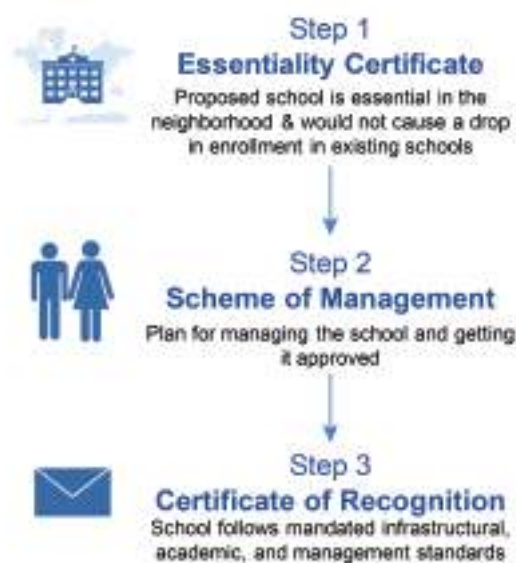 Step 1
Essentiality Certificate
Proposed school is essential in the
neighborhood & would not cause a drop
in enrollment in existing schools
Step 2
Scheme of Management
Plan for managing the school and getting
it approved
Step 3
Certificate of Recognition
School follows mandated infrastructural,
academic, and management standards